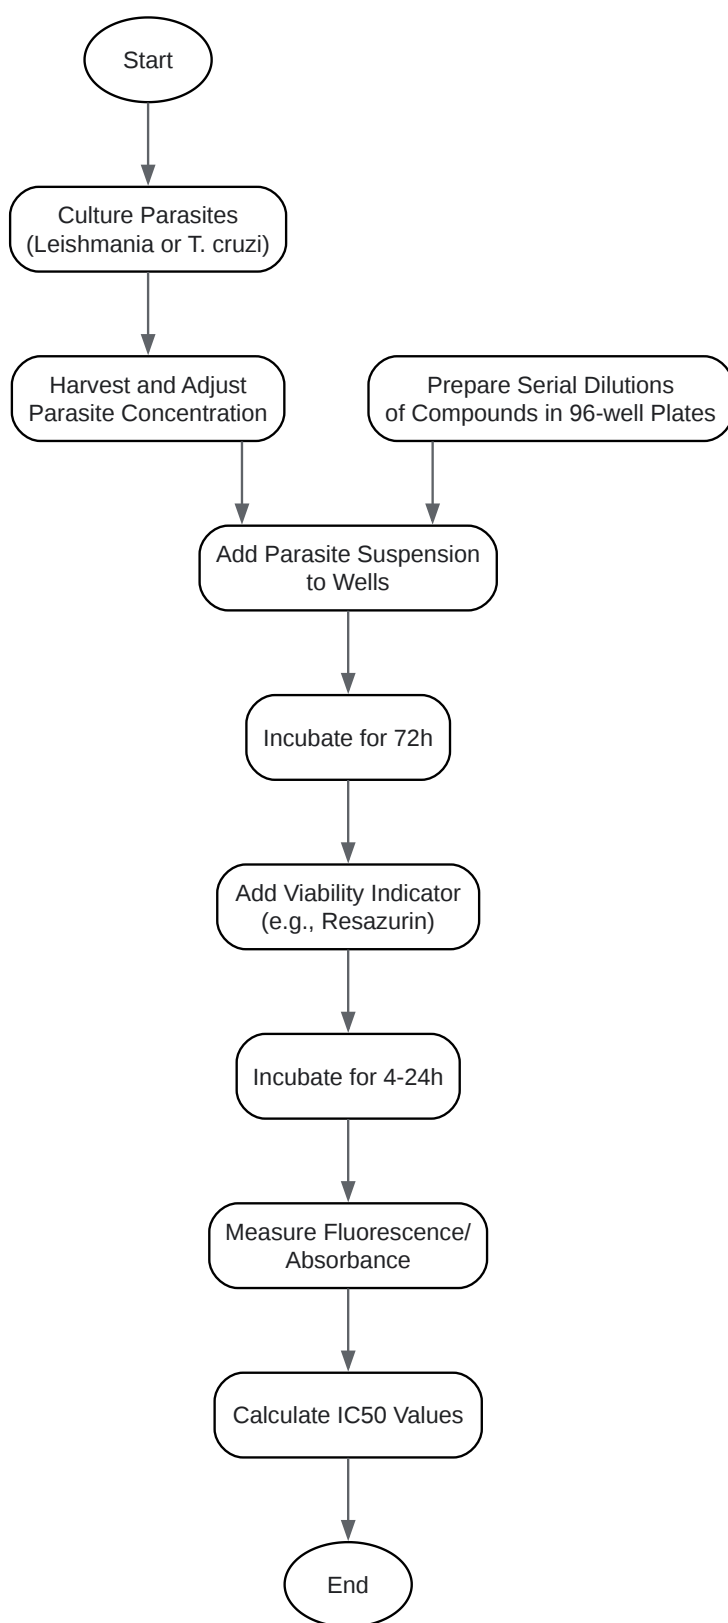 Start
Culture Parasites
(Leishmania or T. cruzi)
Harvest and Adjust
Parasite Concentration
Prepare Serial Dilutions
of Compounds in 96-well Plates
Add Parasite Suspension
to Wells
Incubate for 72h
Add Viability Indicator
(e.g., Resazurin)
Incubate for 4-24h
Measure Fluorescence/
Absorbance
Calculate IC50 Values
End